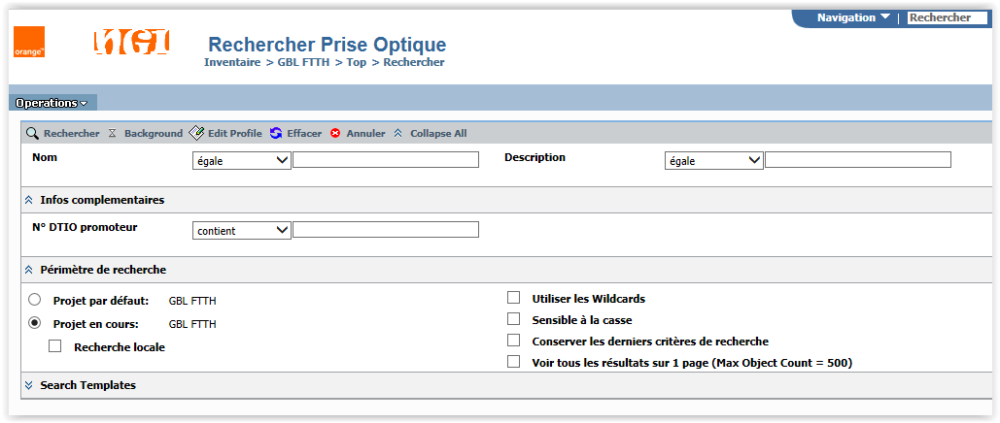 Navigation | Rechercher
orange™
NGI
Rechercher Prise Optique
Inventaire > GBL FTTH > Top > Rechercher
Operations
Rechercher Background Edit Profile Effacer Annuler Collapse All
Nom égale Description égale
Infos complementaires
N° DTIO promoteur contient
Périmètre de recherche
Projet par défaut: GBL FTTH
Projet en cours: GBL FTTH
Recherche locale
Utiliser les Wildcards
Sensible à la casse
Conserver les derniers critères de recherche
Voir tous les résultats sur 1 page (Max Object Count = 500)
Search Templates